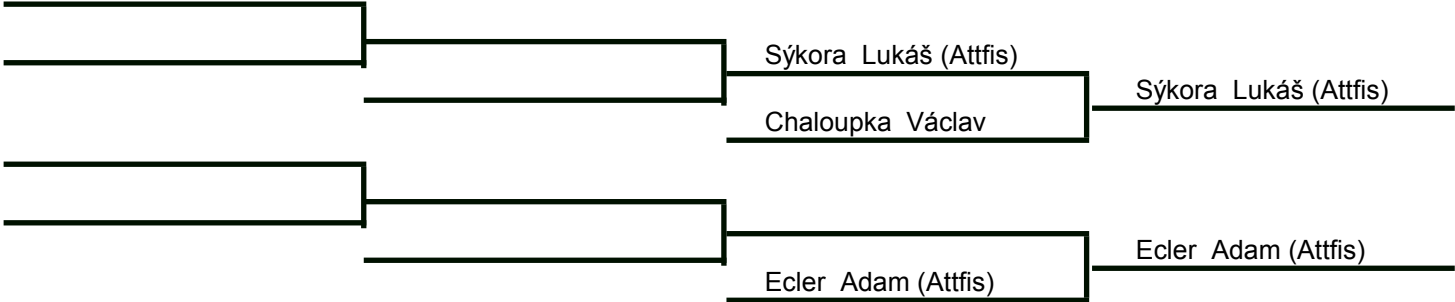 Sýkora Lukáš (Attfis)
Sýkora Lukáš (Attfis)
Chaloupka Václav
Ecler Adam (Attfis)
Ecler Adam (Attfis)